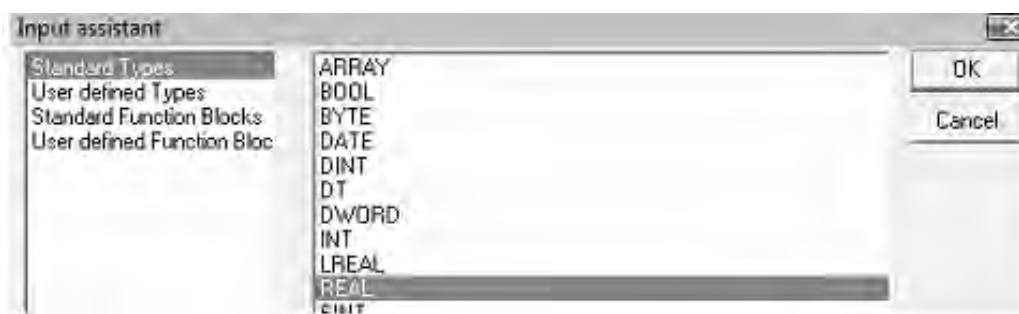 Input assistant
Standard Types
User defined Types
Standard Function Blocks
User defined Function Bloc
ARRAY
BOOL
BYTE
DATE
DINT
DT
DWORD
INT
LREAL
REAL
SINT
OK
Cancel